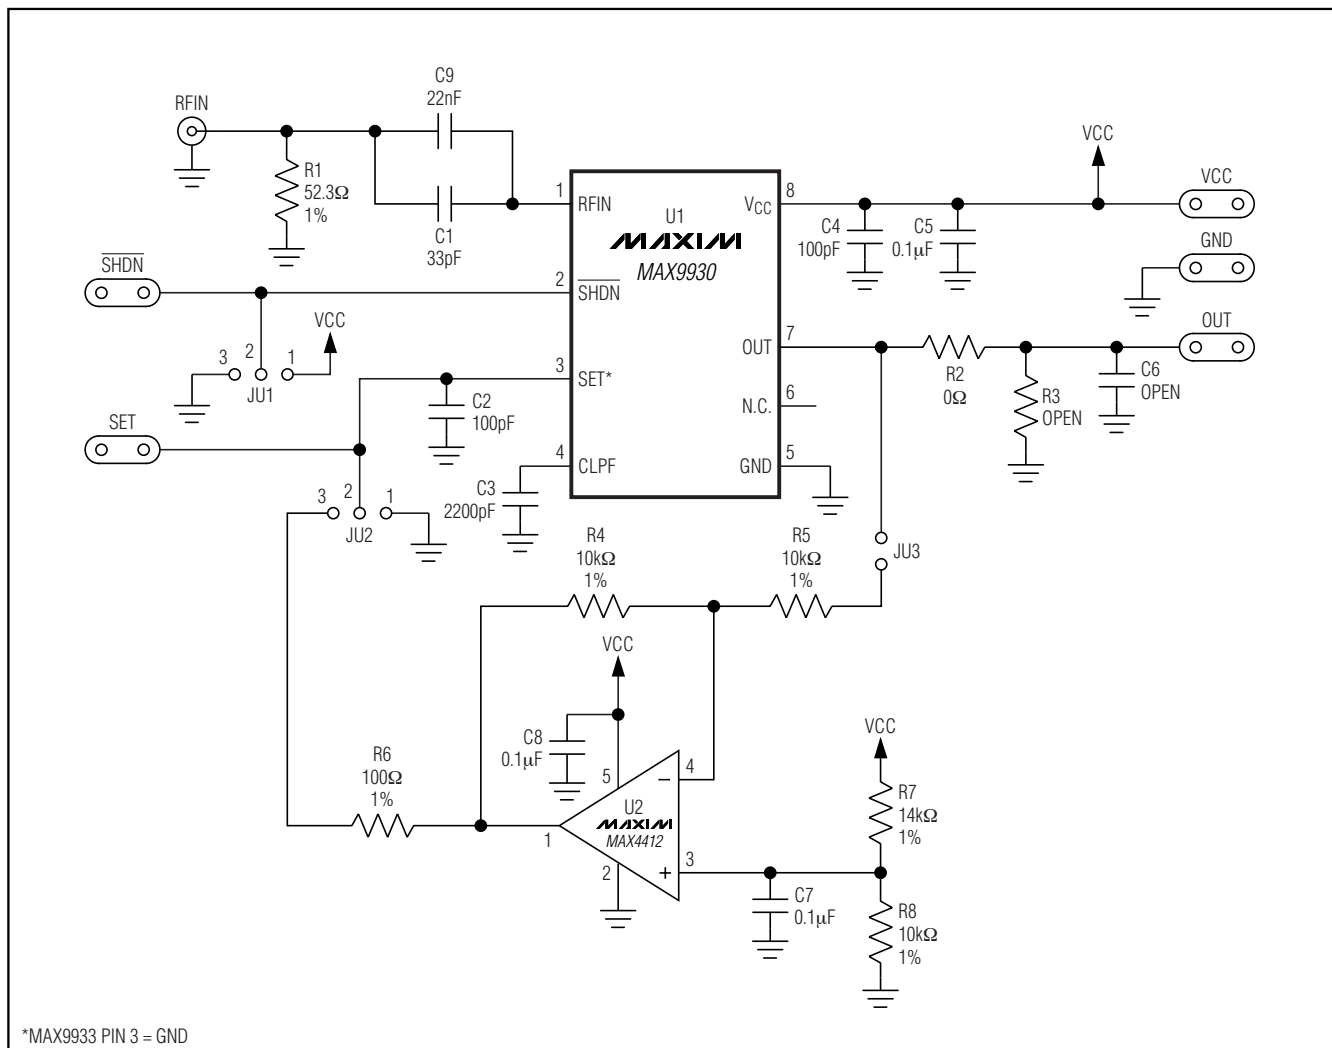 C9
22nF
RFIN
R1
52.3Ω
1%
C1
33pF
1
RFIN
U1
MAXIM
MAX9930
VCC
8
C4
100pF
C5
0.1µF
VCC
VCC
GND
SHDN
2
SHDN
VCC
3
2
1
JU1
OUT
7
R2
0Ω
R3
OPEN
C6
OPEN
OUT
3
SET*
C2
100pF
N.C.
6
SET
4
CLPF
C3
2200pF
GND
5
3
2
1
JU2
R4
10kΩ
1%
R5
10kΩ
1%
JU3
VCC
C8
0.1µF
R6
100Ω
1%
5
4
–
U2
MAXIM
MAX4412
1
2
+
3
C7
0.1µF
VCC
R7
14kΩ
1%
R8
10kΩ
1%
*MAX9933 PIN 3 = GND